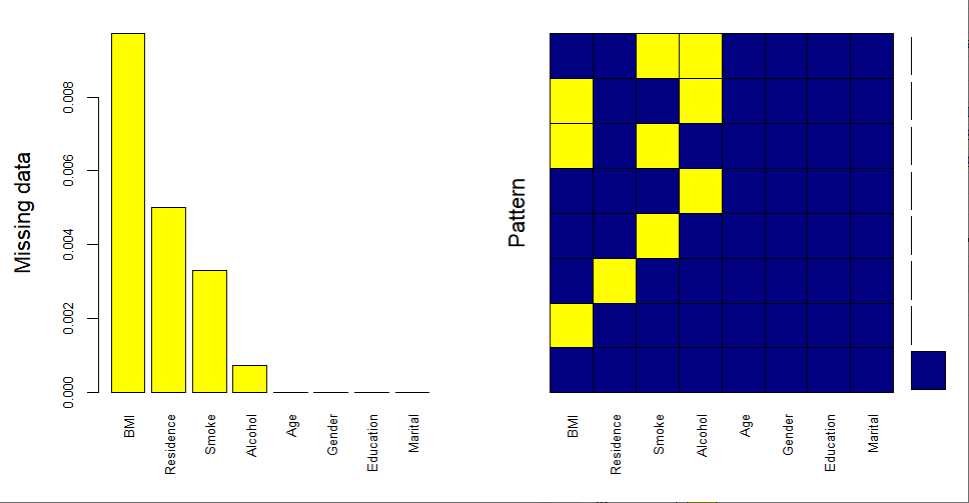 Missing data
0.008
0.006
0.004
0.002
0.000
BMI
Residence
Smoke
Alcohol
Age
Gender
Education
Marital
Pattern
BMI
Residence
Smoke
Alcohol
Age
Gender
Education
Marital